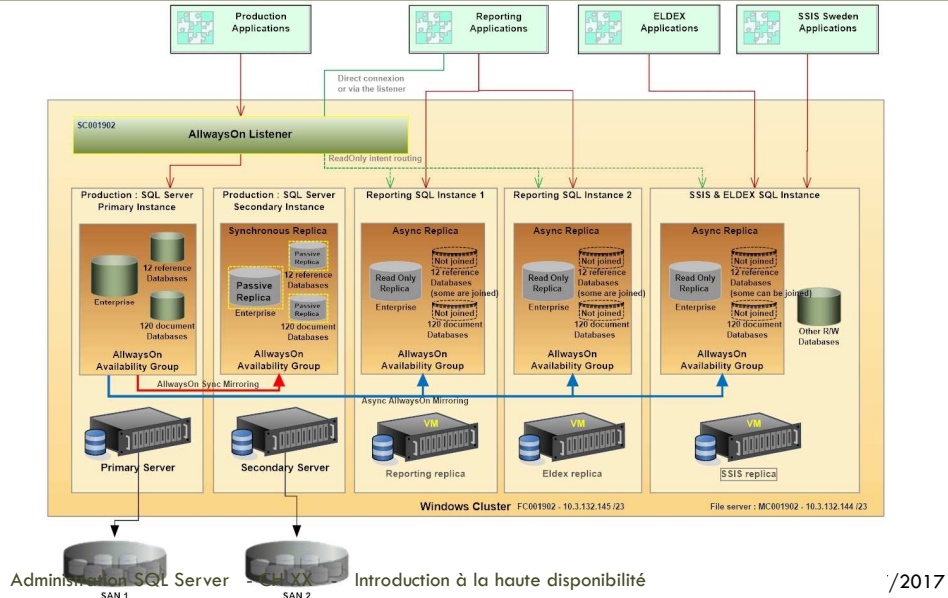 Production
Applications
Reporting
Applications
ELDEX
Applications
SSIS Sweden
Applications
Direct connexion
or via the listener
SC001902
AllwaysOn Listener
ReadOnly intent routing
Production : SQL Server
Primary Instance
Production : SQL Server
Secondary Instance
Reporting SQL Instance 1
Reporting SQL Instance 2
SSIS & ELDEX SQL Instance
Enterprise
12 reference
Databases
120 document
Databases
AllwaysOn
Availability Group
Synchronous Replica
Passive
Replica
Enterprise
Passive
Replica
12 reference
Databases
Passive
Replica
120 document
Databases
AllwaysOn
Availability Group
Async Replica
Read Only
Replica
Enterprise
Not joined
12 reference
Databases
(some are joined)
Not joined
120 document
Databases
AllwaysOn
Availability Group
Async Replica
Read Only
Replica
Enterprise
Not joined
12 reference
Databases
(some are joined)
Not joined
120 document
Databases
AllwaysOn
Availability Group
Async Replica
Read Only
Replica
Enterprise
Not joined
12 reference
Databases
(some can be joined)
Not joined
120 document
Databases
AllwaysOn
Availability Group
Other R/W
Databases
AllwaysOn Sync Mirroring
Async AllwaysOn Mirroring
Primary Server
Secondary Server
VM
Reporting replica
VM
Eldex replica
VM
SSIS replica
Windows Cluster FC001902 - 10.3.132.145 /23
File server : MC001902 - 10.3.132.144 /23
SAN 1
SAN 2
Administration SQL Server - CH XX - Introduction à la haute disponibilité
/2017